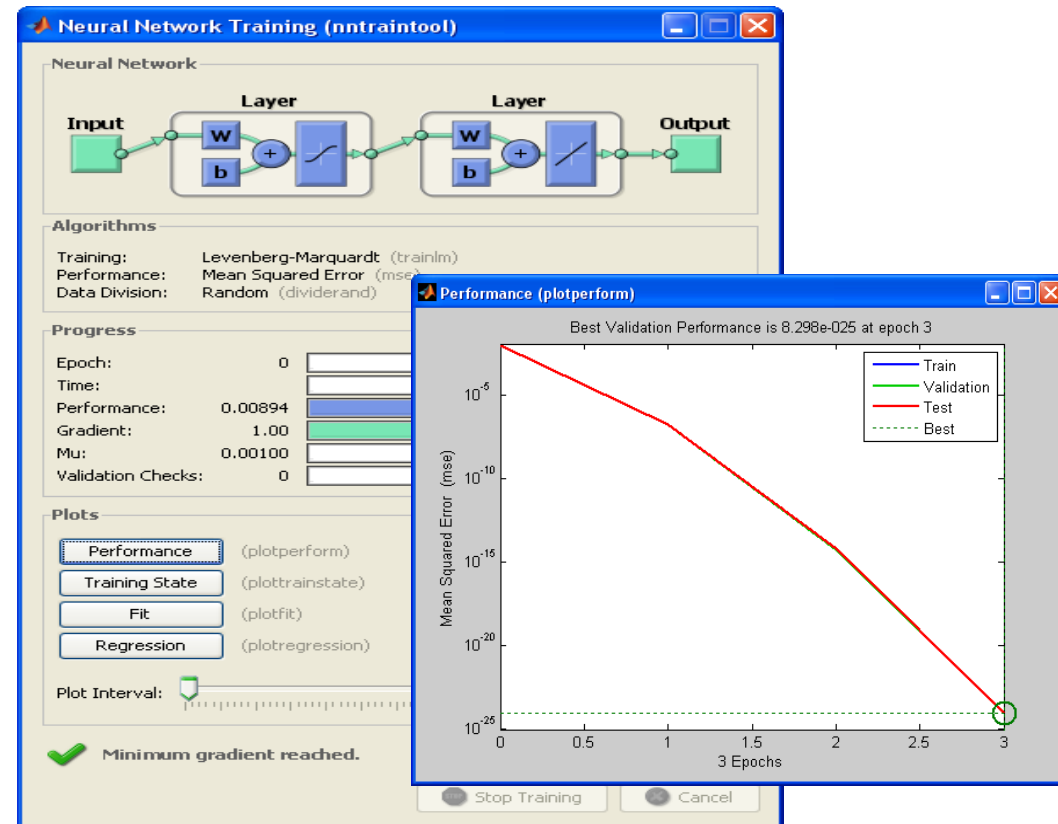 Neural Network Training (nntraintool)
Neural Network
Layer
Layer
Input
Output
W
b
+
W
b
+
Algorithms
Training: Levenberg-Marquardt (trainlm)
Performance: Mean Squared Error (mse)
Data Division: Random (dividerand)
Progress
Epoch: 0
Time:
Performance: 0.00894
Gradient: 1.00
Mu: 0.00100
Validation Checks: 0
Plots
Performance (plotperform)
Training State (plottrainstate)
Fit (plotfit)
Regression (plotregression)
Plot Interval:
Minimum gradient reached.
Stop Training
Cancel
Performance (plotperform)
Best Validation Performance is 8.298e-025 at epoch 3
Train
Validation
Test
Best
Mean Squared Error (mse)
10^-5
10^-10
10^-15
10^-20
10^-25
0 0.5 1 1.5 2 2.5 3
3 Epochs